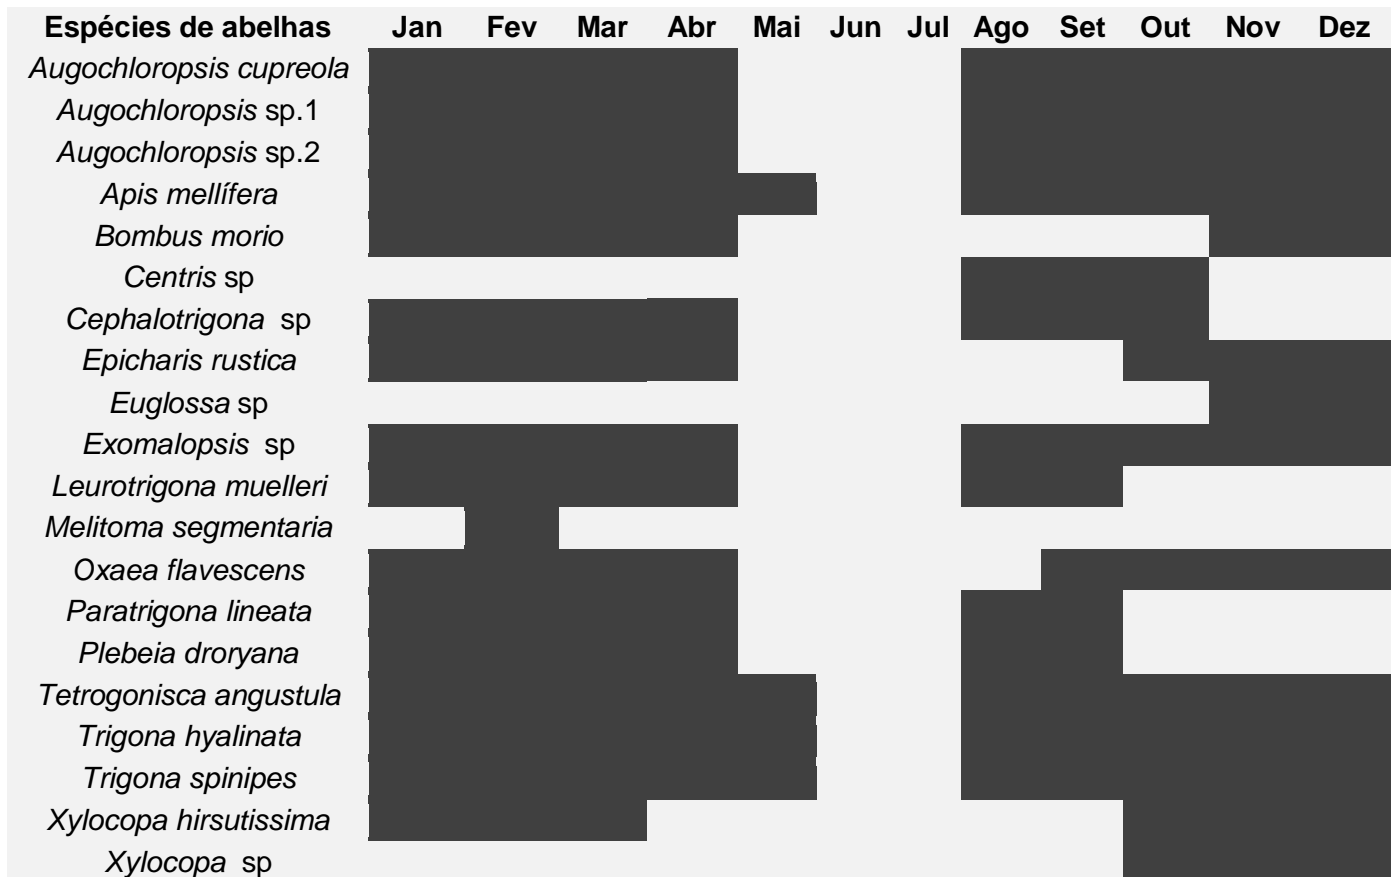 Espécies de abelhas Jan Fev Mar Abr Mai Jun Jul Ago Set Out Nov Dez
Augochloropsis cupreola
Augochloropsis sp.1
Augochloropsis sp.2
Apis mellífera
Bombus morio
Centris sp
Cephalotrigona sp
Epicharis rustica
Euglossa sp
Exomalopsis sp
Leurotrigona muelleri
Melitoma segmentaria
Oxaea flavescens
Paratrigona lineata
Plebeia droryana
Tetrogonisca angustula
Trigona hyalinata
Trigona spinipes
Xylocopa hirsutissima
Xylocopa sp